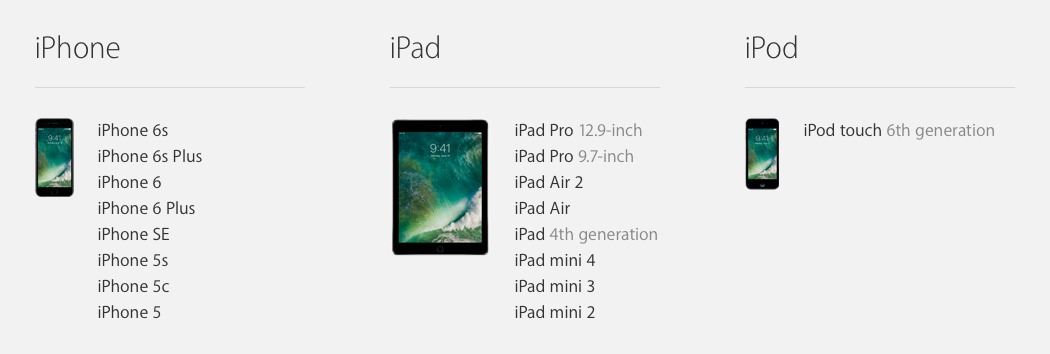 iPhone
iPhone 6s
iPhone 6s Plus
iPhone 6
iPhone 6 Plus
iPhone SE
iPhone 5s
iPhone 5c
iPhone 5
9:41
iPad
iPad Pro 12.9-inch
iPad Pro 9.7-inch
iPad Air 2
iPad Air
iPad 4th generation
iPad mini 4
iPad mini 3
iPad mini 2
9:41
iPod
iPod touch 6th generation
9:41